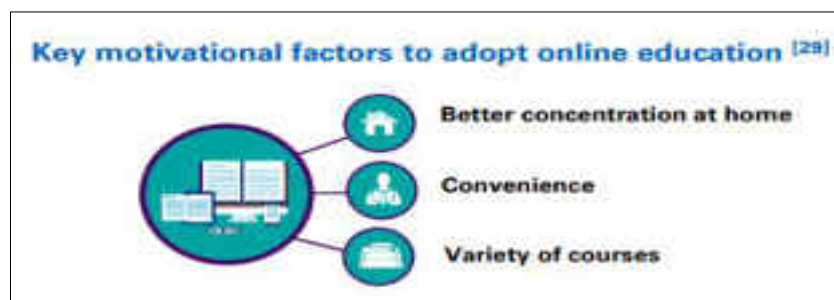 Key motivational factors to adopt online education [29]
Better concentration at home
Convenience
Variety of courses